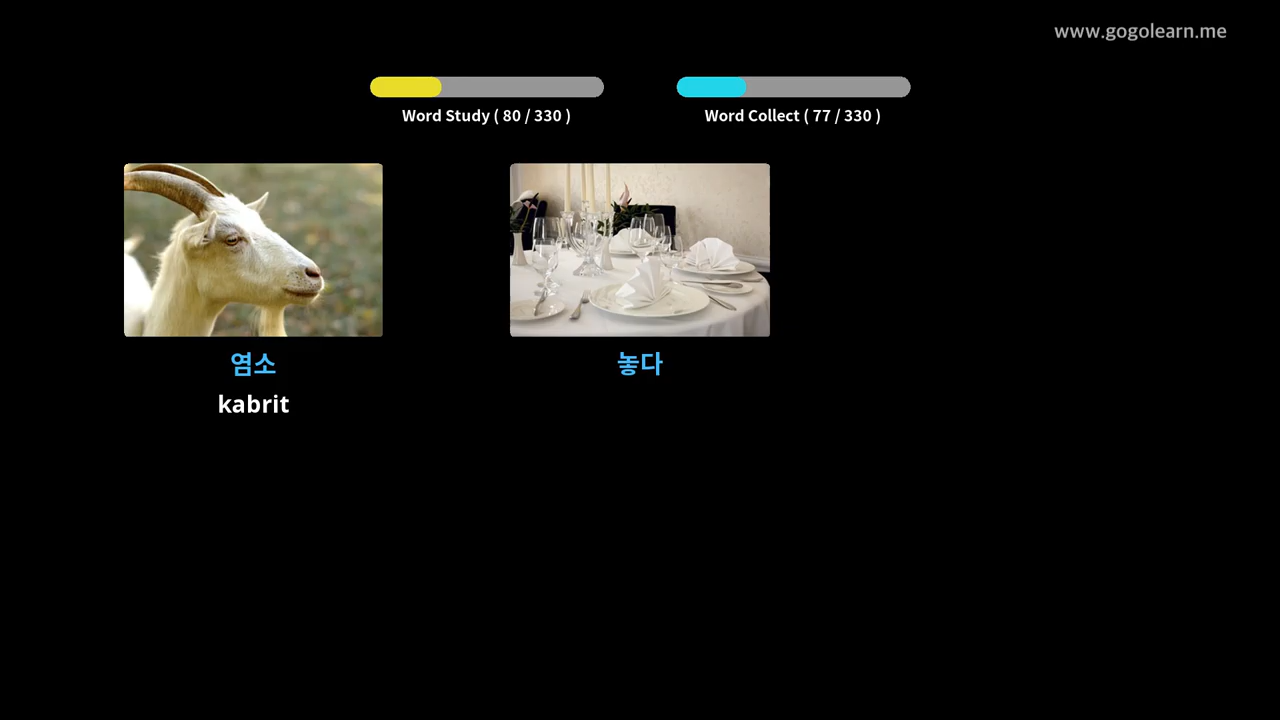 www.gogolearn.me
Word Study ( 80 / 330 )
Word Collect ( 77 / 330 )
염소
kabrit
놓다